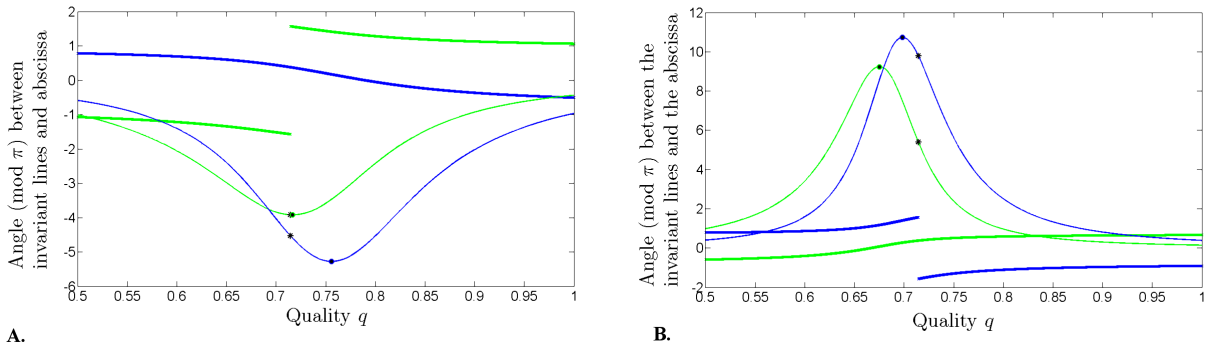 Angle (mod π) between
invariant lines and abscissa
2
1
0
-1
-2
-3
-4
-5
-6
0.5 0.55 0.6 0.65 0.7 0.75 0.8 0.85 0.9 0.95 1
Quality q
A.
Angle (mod π) between the
invariant lines and the abscissa
12
10
8
6
4
2
0
-2
0.5 0.55 0.6 0.65 0.7 0.75 0.8 0.85 0.9 0.95 1
Quality q
B.